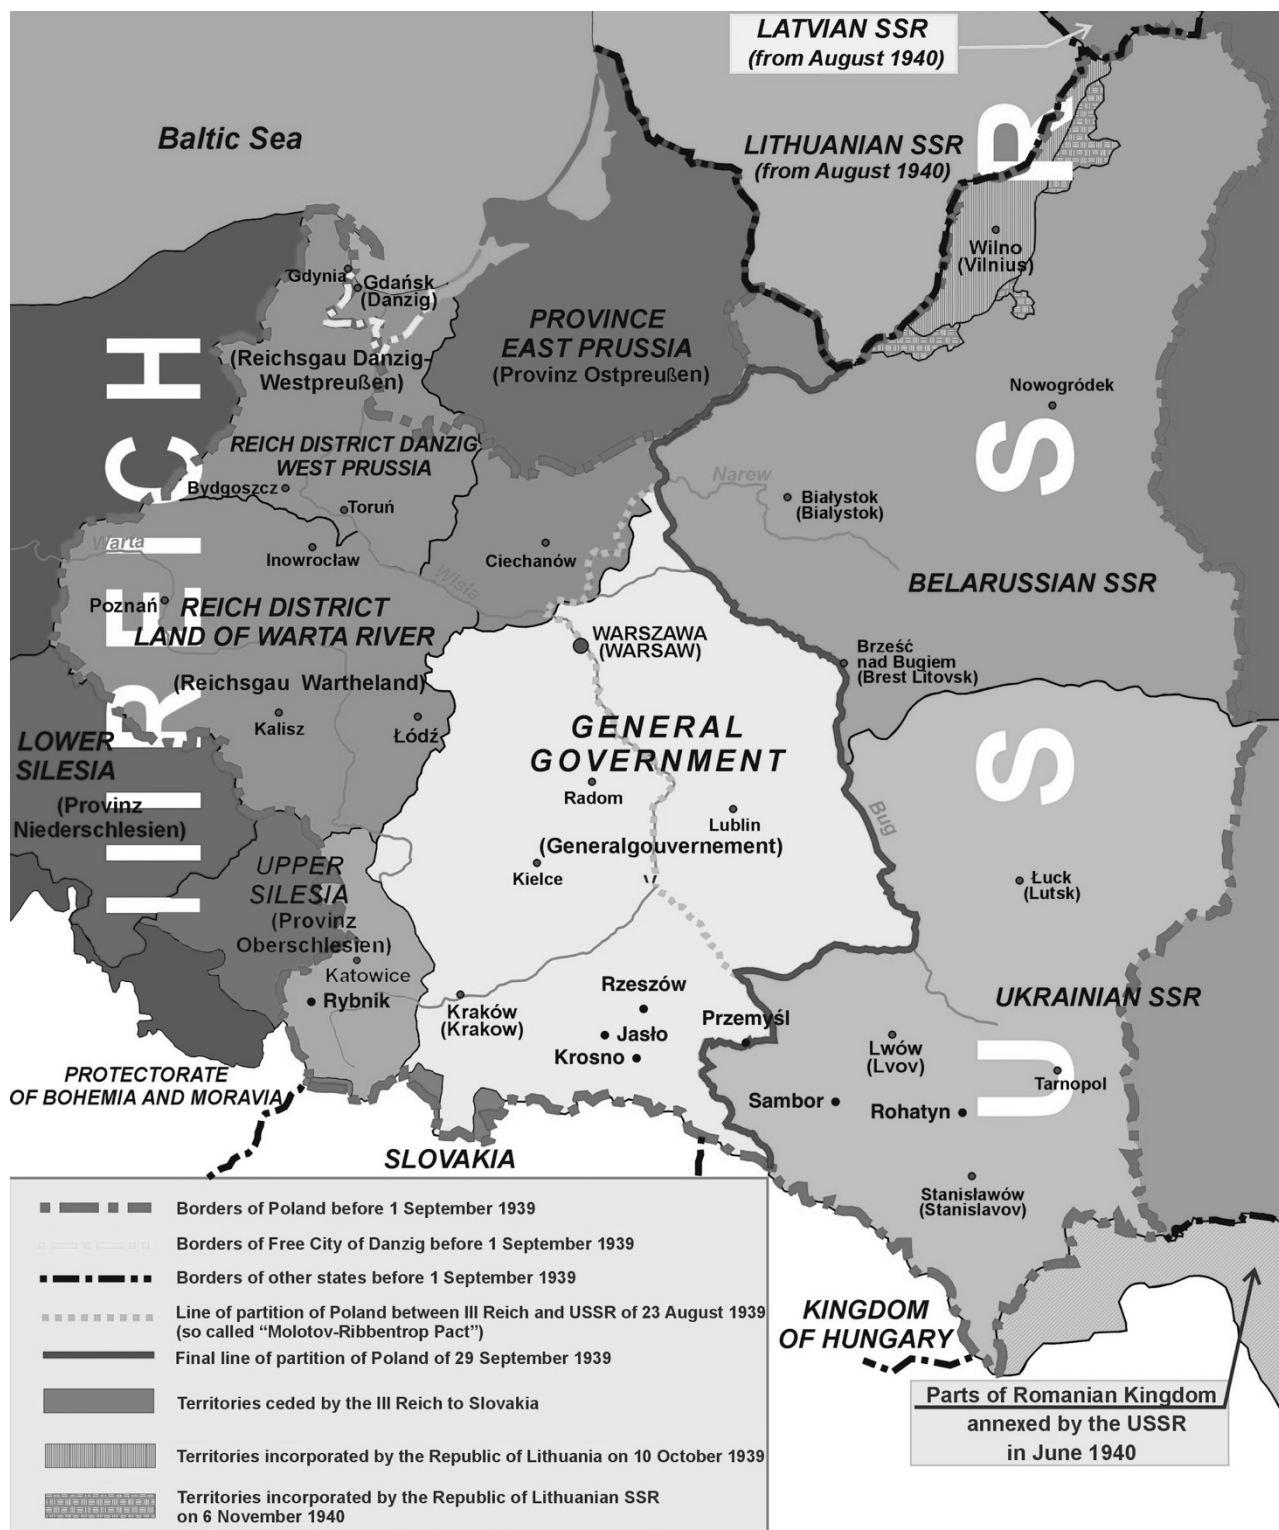 LATVIAN SSR
(from August 1940)
Baltic Sea
LITHUANIAN SSR
(from August 1940)
Wilno
(Vilnius)
Gdynia
Gdańsk
(Danzig)
PROVINCE
EAST PRUSSIA
(Provinz Ostpreußen)
(Reichsgau Danzig-
Westpreußen)
Nowogródek
REICH DISTRICT DANZIG
WEST PRUSSIA
Bydgoszcz
Toruń
Narew
Białystok
(Bialystok)
Warta
Inowrocław
Ciechanów
Wisła
BELARUSSIAN SSR
Poznań
REICH DISTRICT
LAND OF WARTA RIVER
(Reichsgau Wartheland)
WARSZAWA
(WARSAW)
Brześć
nad Bugiem
(Brest Litovsk)
Kalisz
Łódź
GENERAL
GOVERNMENT
LOWER
SILESIA
(Provinz
Niederschlesien)
III REICH
Radom
Lublin
(Generalgouvernement)
Bug
Kielce
UPPER
SILESIA
(Provinz
Oberschlesien)
Łuck
(Lutsk)
Katowice
Rybnik
Kraków
(Krakow)
Rzeszów
Jasło
Krosno
Przemyśl
UKRAINIAN SSR
Lwów
(Lvov)
Tarnopol
USSR
Sambor
Rohatyn
PROTECTORATE
OF BOHEMIA AND MORAVIA
SLOVAKIA
Stanisławów
(Stanislavov)
KINGDOM
OF HUNGARY
Parts of Romanian Kingdom
annexed by the USSR
in June 1940
Borders of Poland before 1 September 1939
Borders of Free City of Danzig before 1 September 1939
Borders of other states before 1 September 1939
Line of partition of Poland between III Reich and USSR of 23 August 1939
(so called “Molotov-Ribbentrop Pact”)
Final line of partition of Poland of 29 September 1939
Territories ceded by the III Reich to Slovakia
Territories incorporated by the Republic of Lithuania on 10 October 1939
Territories incorporated by the Republic of Lithuanian SSR
on 6 November 1940